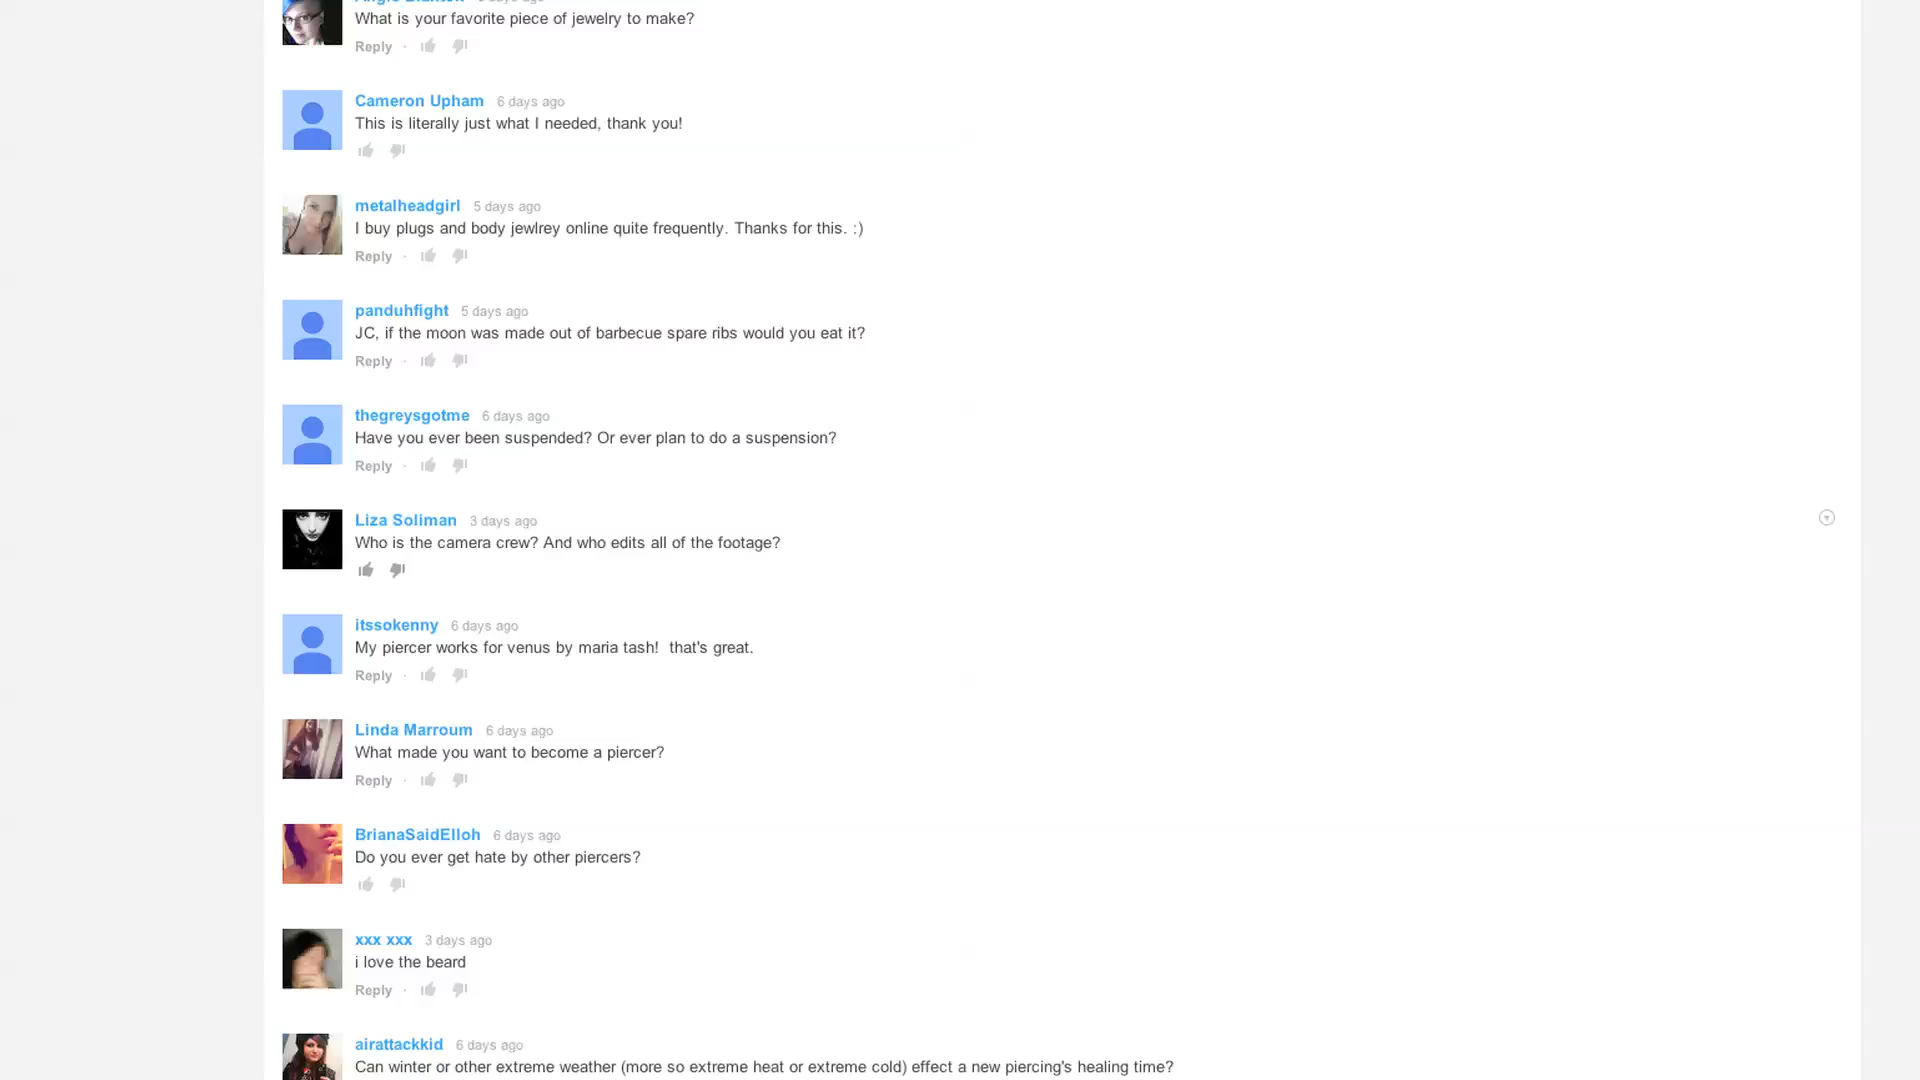 What is your favorite piece of jewelry to make?
Reply ·
Cameron Upham 6 days ago
This is literally just what I needed, thank you!
metalheadgirl 5 days ago
I buy plugs and body jewlrey online quite frequently. Thanks for this. :)
Reply ·
panduhfight 5 days ago
JC, if the moon was made out of barbecue spare ribs would you eat it?
Reply ·
thegreysgotme 6 days ago
Have you ever been suspended? Or ever plan to do a suspension?
Reply ·
Liza Soliman 3 days ago
Who is the camera crew? And who edits all of the footage?
itssokenny 6 days ago
My piercer works for venus by maria tash!  that's great.
Reply ·
Linda Marroum 6 days ago
What made you want to become a piercer?
Reply ·
BrianaSaidElloh 6 days ago
Do you ever get hate by other piercers?
xxx xxx 3 days ago
i love the beard
Reply ·
airattackkid 6 days ago
Can winter or other extreme weather (more so extreme heat or extreme cold) effect a new piercing's healing time?